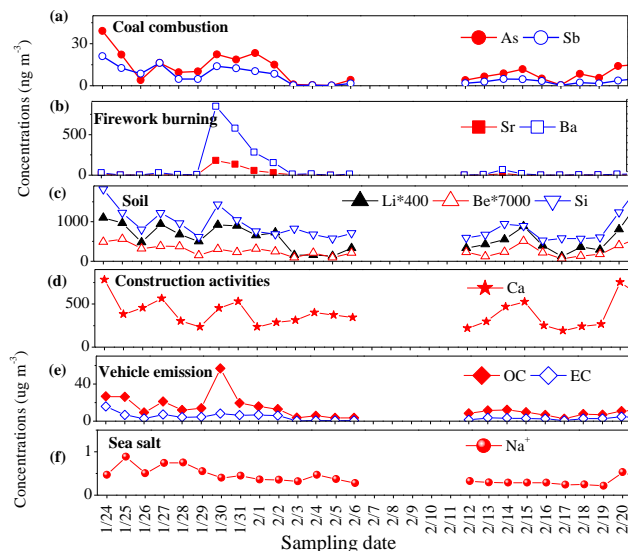 (a) Coal combustion
As Sb
40
20
0
(b)
Firework burning
Sr Ba
500
0
(c) Soil
Li*400 Be*7000 Si
1000
0
(d) Construction activities
Ca
500
0
(e) Vehicle emission
OC EC
40
0
Sea salt
(f)
Na+
1
0
Concentrations (ng m-3)
Concentrations (ug m-3)
1/24 1/25 1/26 1/27 1/28 1/29 1/30 1/31 2/1 2/2 2/3 2/4 2/5 2/6 2/7 2/8 2/9 2/10 2/11 2/12 2/13 2/14 2/15 2/16 2/17 2/18 2/19 2/20
Sampling date